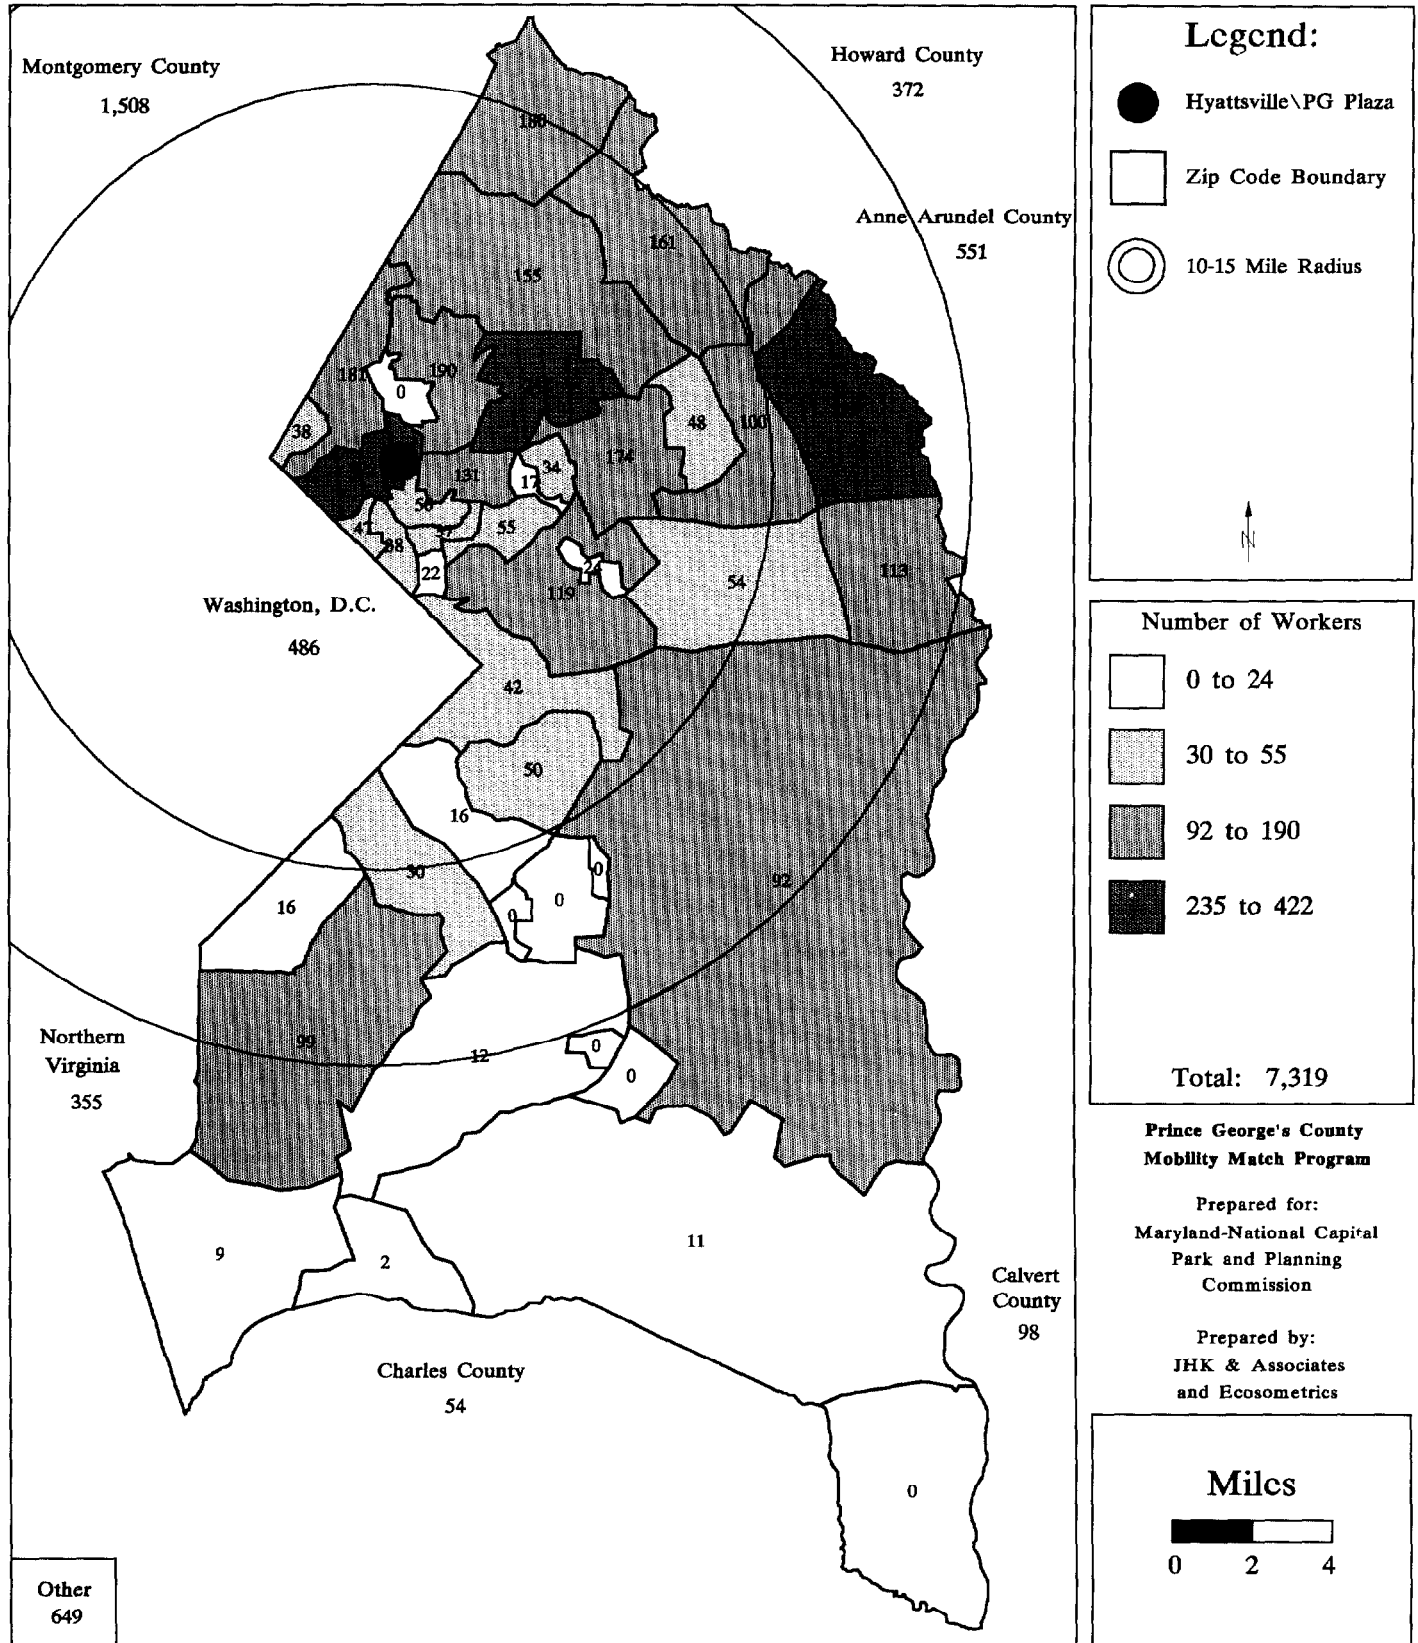 Montgomery County
1,508
Howard County
372
Anne Arundel County
551
180
161
155
181
190
0
38
48
100
174
131
34
17
55
22
24
119
54
113
Washington, D.C.
486
42
50
16
30
16
0
0
0
92
99
12
0
0
Northern
Virginia
355
9
2
11
Calvert
County
98
Charles County
54
0
Other
649
Legend:
Hyattsville\PG Plaza
Zip Code Boundary
10-15 Mile Radius
N
Number of Workers
0 to 24
30 to 55
92 to 190
235 to 422
Total: 7,319
Prince George's County
Mobility Match Program
Prepared for:
Maryland-National Capital
Park and Planning
Commission
Prepared by:
JHK & Associates
and Ecosometrics
Miles
0 2 4